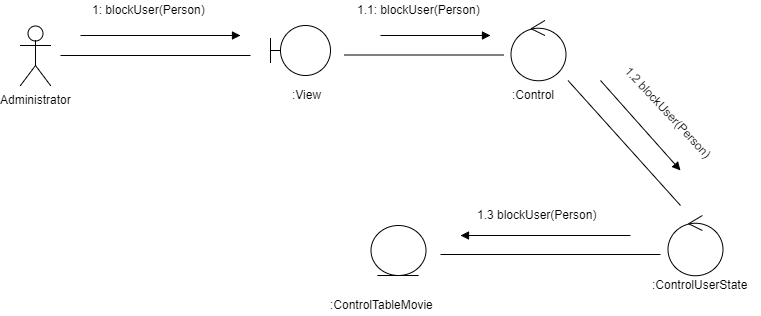 1: blockUser(Person)
1.1: blockUser(Person)
Administrator
:View
:Control
1.2 blockUser(Person)
1.3 blockUser(Person)
:ControlUserState
:ControlTableMovie